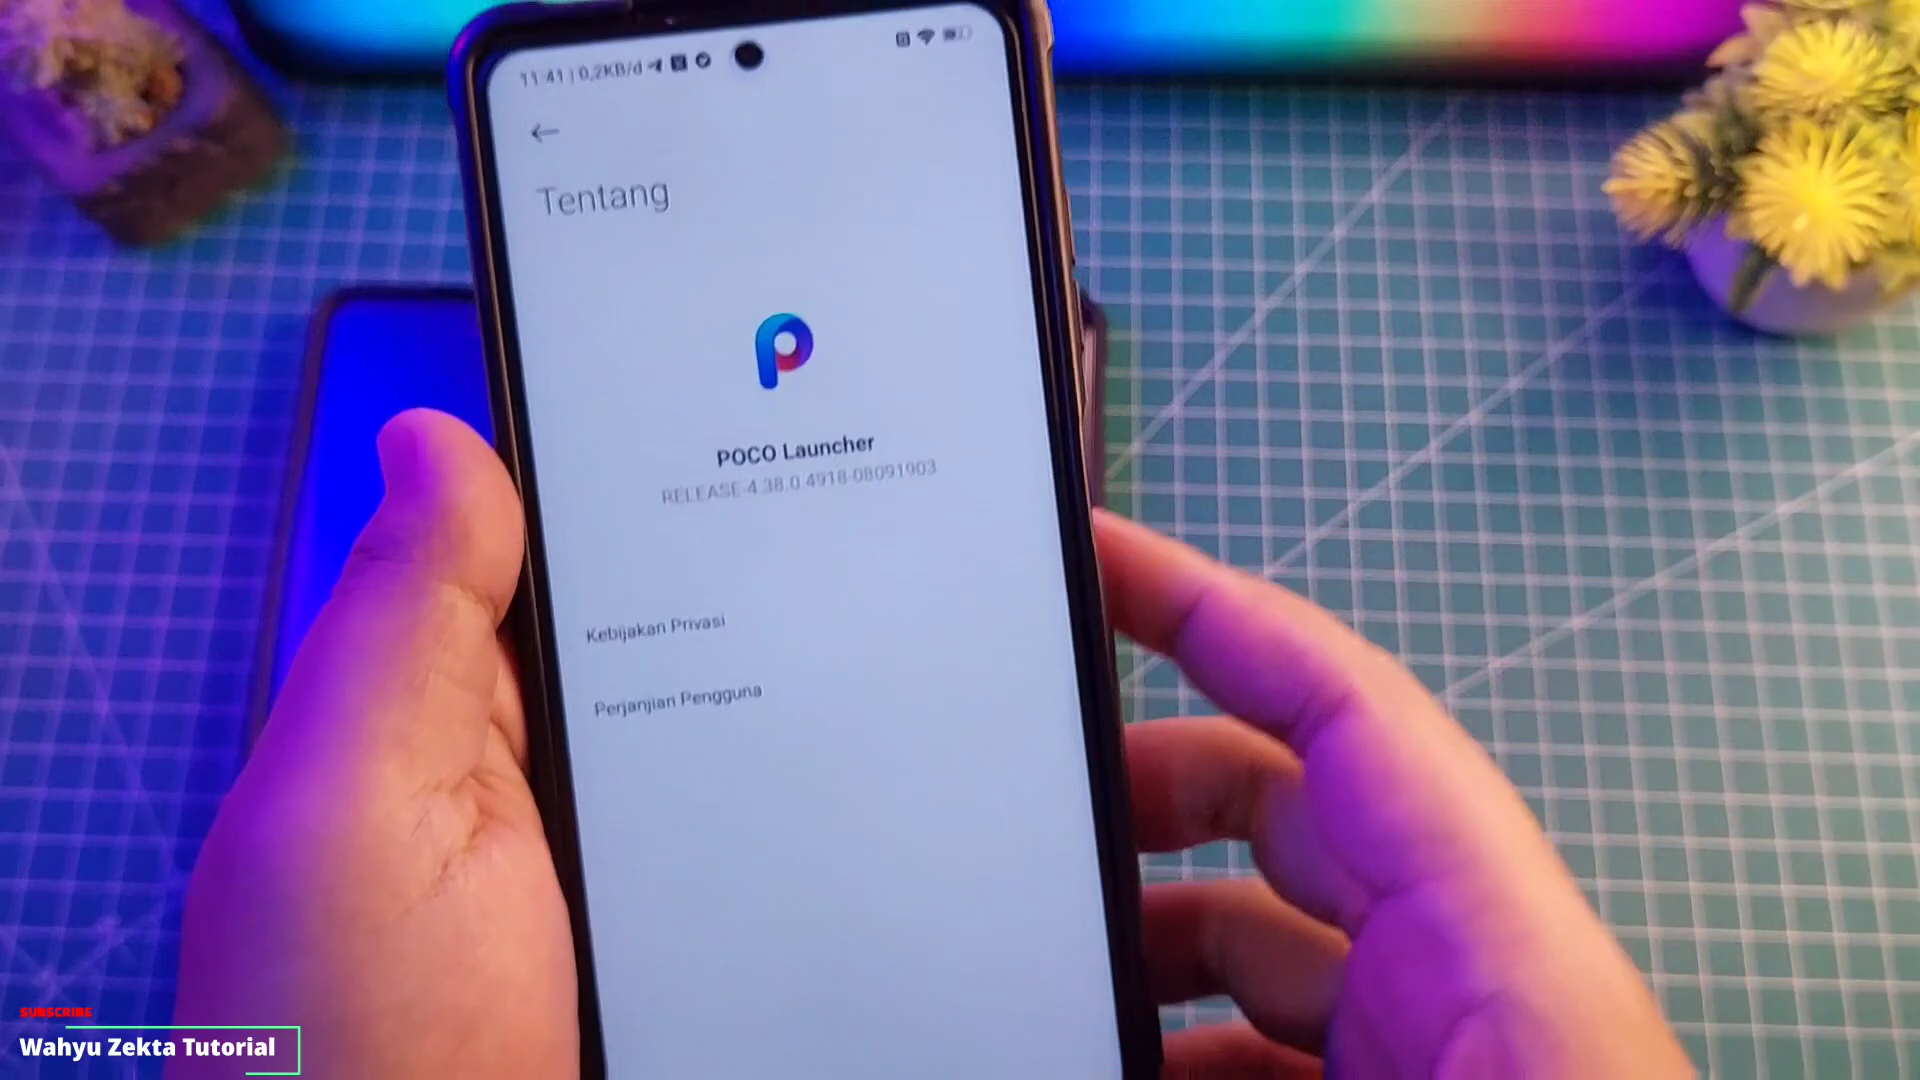 11:41 | 0,2KB/d
Tentang
POCO Launcher
RELEASE-4.38.0.4918-08091903
Kebijakan Privasi
Perjanjian Pengguna
SUBSCRIBE
Wahyu Zekta Tutorial